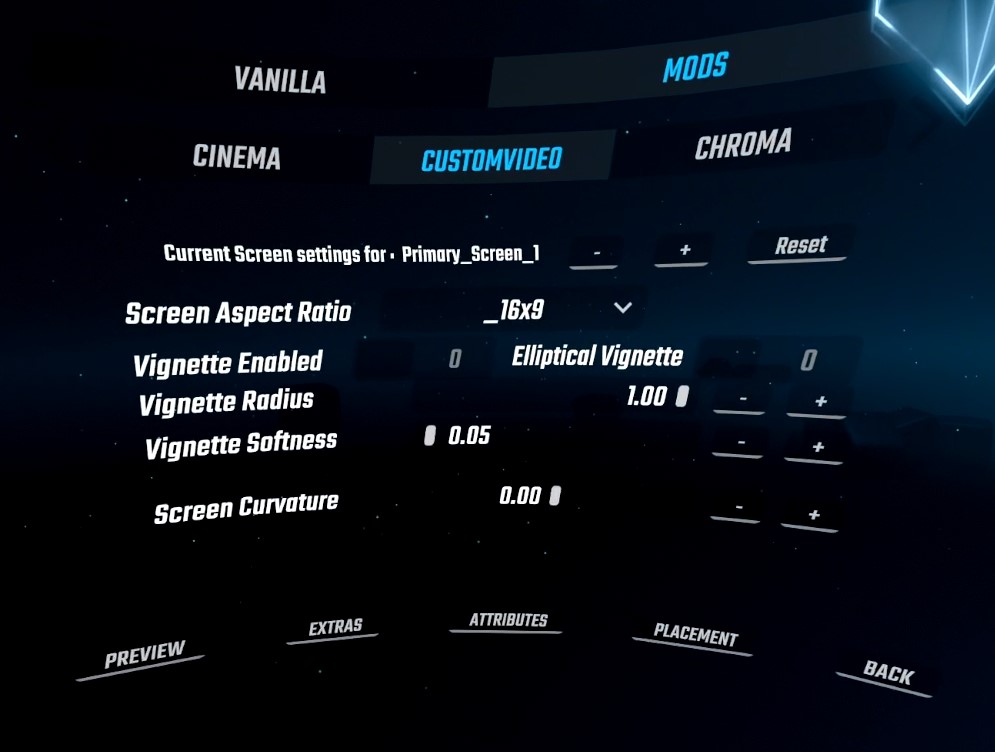 VANILLA MODS
CINEMA CUSTOMVIDEO CHROMA
Current Screen settings for · Primary_Screen_1 - + Reset
Screen Aspect Ratio _16x9
Vignette Enabled 0 Elliptical Vignette 0
Vignette Radius 1.00 - +
Vignette Softness 0.05 - +
Screen Curvature 0.00 - +
PREVIEW EXTRAS ATTRIBUTES PLACEMENT BACK